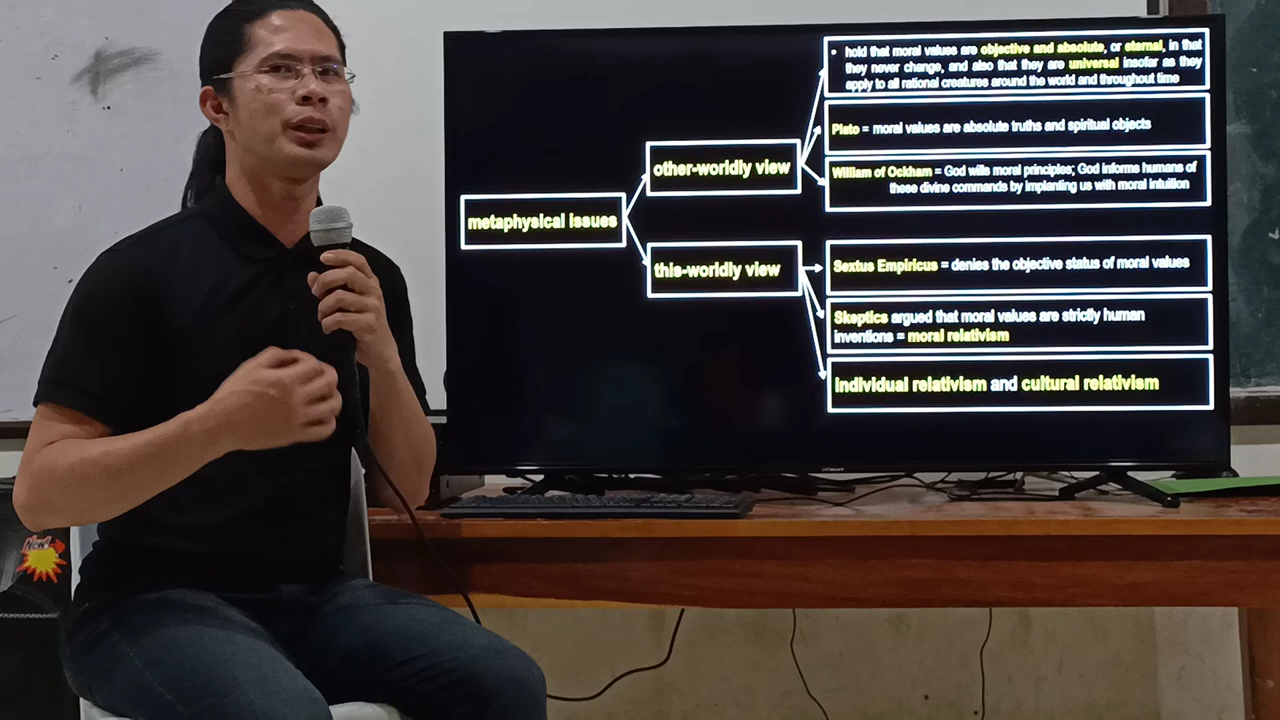 metaphysical issues
other-worldly view
• hold that moral values are objective and absolute, or eternal, in that
they never change, and also that they are universal insofar as they
apply to all rational creatures around the world and throughout time
Plato = moral values are absolute truths and spiritual objects
William of Ockham = God wills moral principles; God informs humans of
these divine commands by implanting us with moral intuition
this-worldly view
Sextus Empiricus = denies the objective status of moral values
Skeptics argued that moral values are strictly human
inventions = moral relativism
individual relativism and cultural relativism